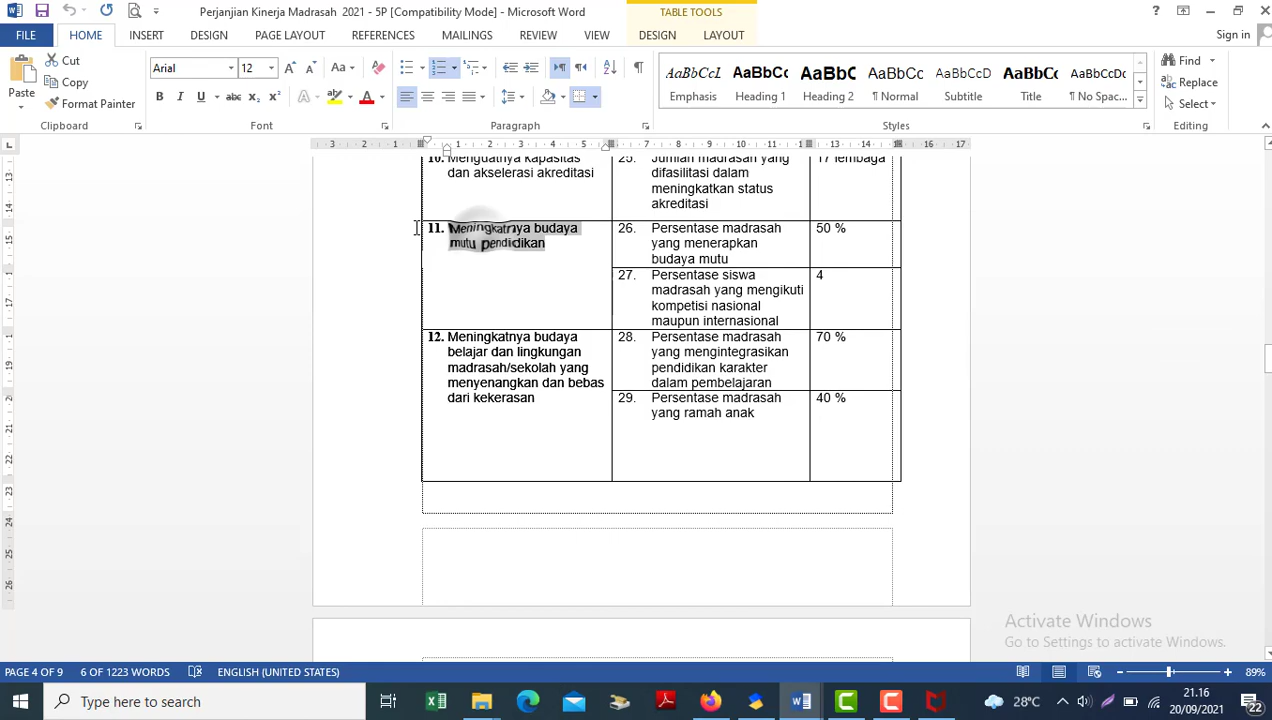 Perjanjian Kinerja Madrasah 2021 - 5P [Compatibility Mode] - Microsoft Word
TABLE TOOLS
FILE HOME INSERT DESIGN PAGE LAYOUT REFERENCES MAILINGS REVIEW VIEW DESIGN LAYOUT Sign in
Paste
Cut
Copy
Format Painter
Clipboard
Arial 12
Font
Paragraph
AaBbCcL AaBbCc AaBbCc AaBbCcDc AaBbCcD AaBbCc AaBbCcDc
Emphasis Heading 1 Heading 2 ¶ Normal Subtitle Title ¶ No Spac...
Styles
Find
Replace
Select
Editing
10. Menguatnya kapasitas
dan akselerasi akreditasi
25. Jumlah madrasah yang
difasilitasi dalam
meningkatkan status
akreditasi
17 lembaga
11. Meningkatnya budaya
mutu pendidikan
26. Persentase madrasah
yang menerapkan
budaya mutu
50 %
27. Persentase siswa
madrasah yang mengikuti
kompetisi nasional
maupun internasional
4
12. Meningkatnya budaya
belajar dan lingkungan
madrasah/sekolah yang
menyenangkan dan bebas
dari kekerasan
28. Persentase madrasah
yang mengintegrasikan
pendidikan karakter
dalam pembelajaran
70 %
29. Persentase madrasah
yang ramah anak
40 %
Activate Windows
Go to Settings to activate Windows.
PAGE 4 OF 9 6 OF 1223 WORDS ENGLISH (UNITED STATES) 89%
Type here to search
28°C
21.16
20/09/2021
22